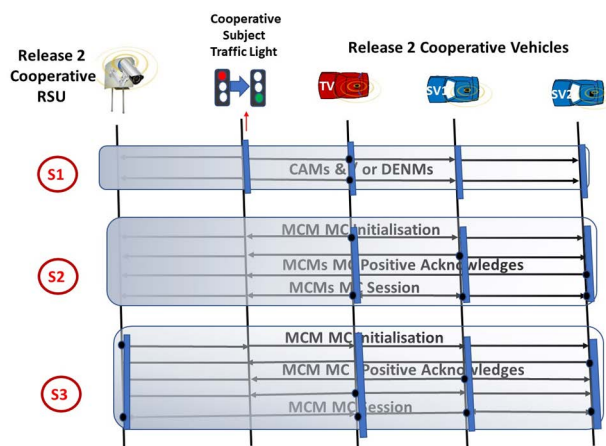 Cooperative
Subject
Traffic Light
Release 2
Cooperative
RSU
Release 2 Cooperative Vehicles
TV
SV1
SV2
S1
CAMs & / or DENMs
MCM MC Initialisation
S2
MCMs MC Positive Acknowledges
MCMs MC Session
MCM MC Initialisation
MCM MC Positive Acknowledges
S3
MCM MC Session